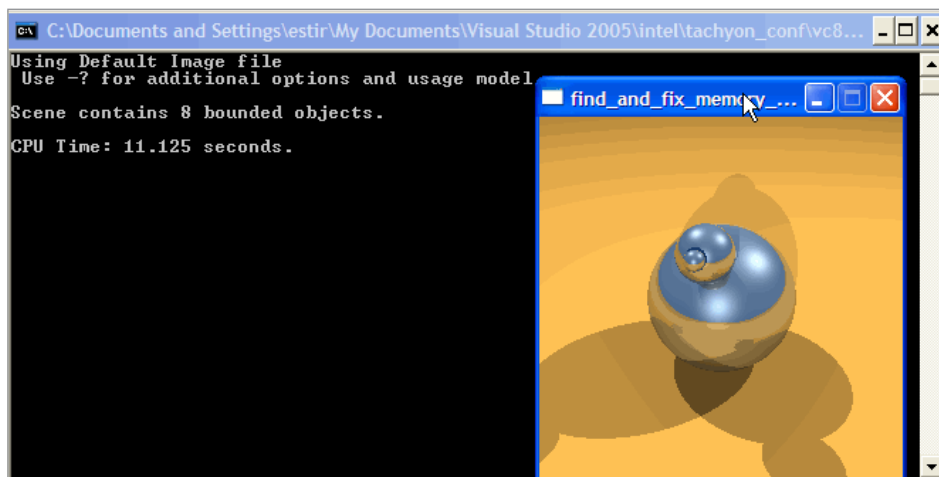 C:\Documents and Settings\estir\My Documents\Visual Studio 2005\intel\tachyon_conf\vc8...
Using Default Image file
Use -? for additional options and usage model
Scene contains 8 bounded objects.
CPU Time: 11.125 seconds.
find_and_fix_memory_...